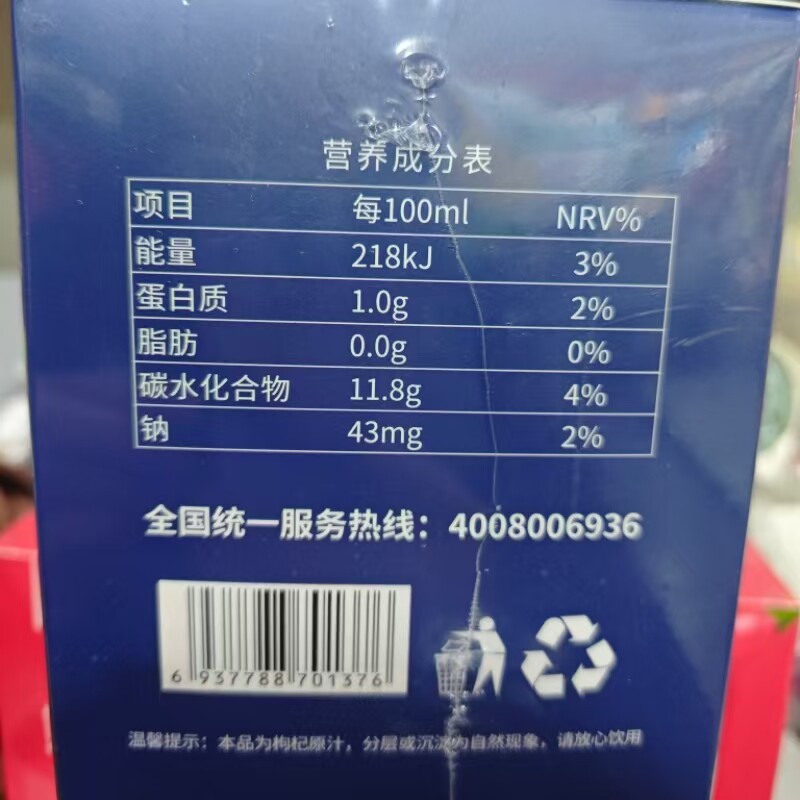 营养成分表
项目 每100ml NRV%
能量 218kJ 3%
蛋白质 1.0g 2%
脂肪 0.0g 0%
碳水化合物 11.8g 4%
钠 43mg 2%
全国统一服务热线：4008006936
6 937788 701376
温馨提示：本品为枸杞原汁，分层或沉淀为自然现象，请放心饮用